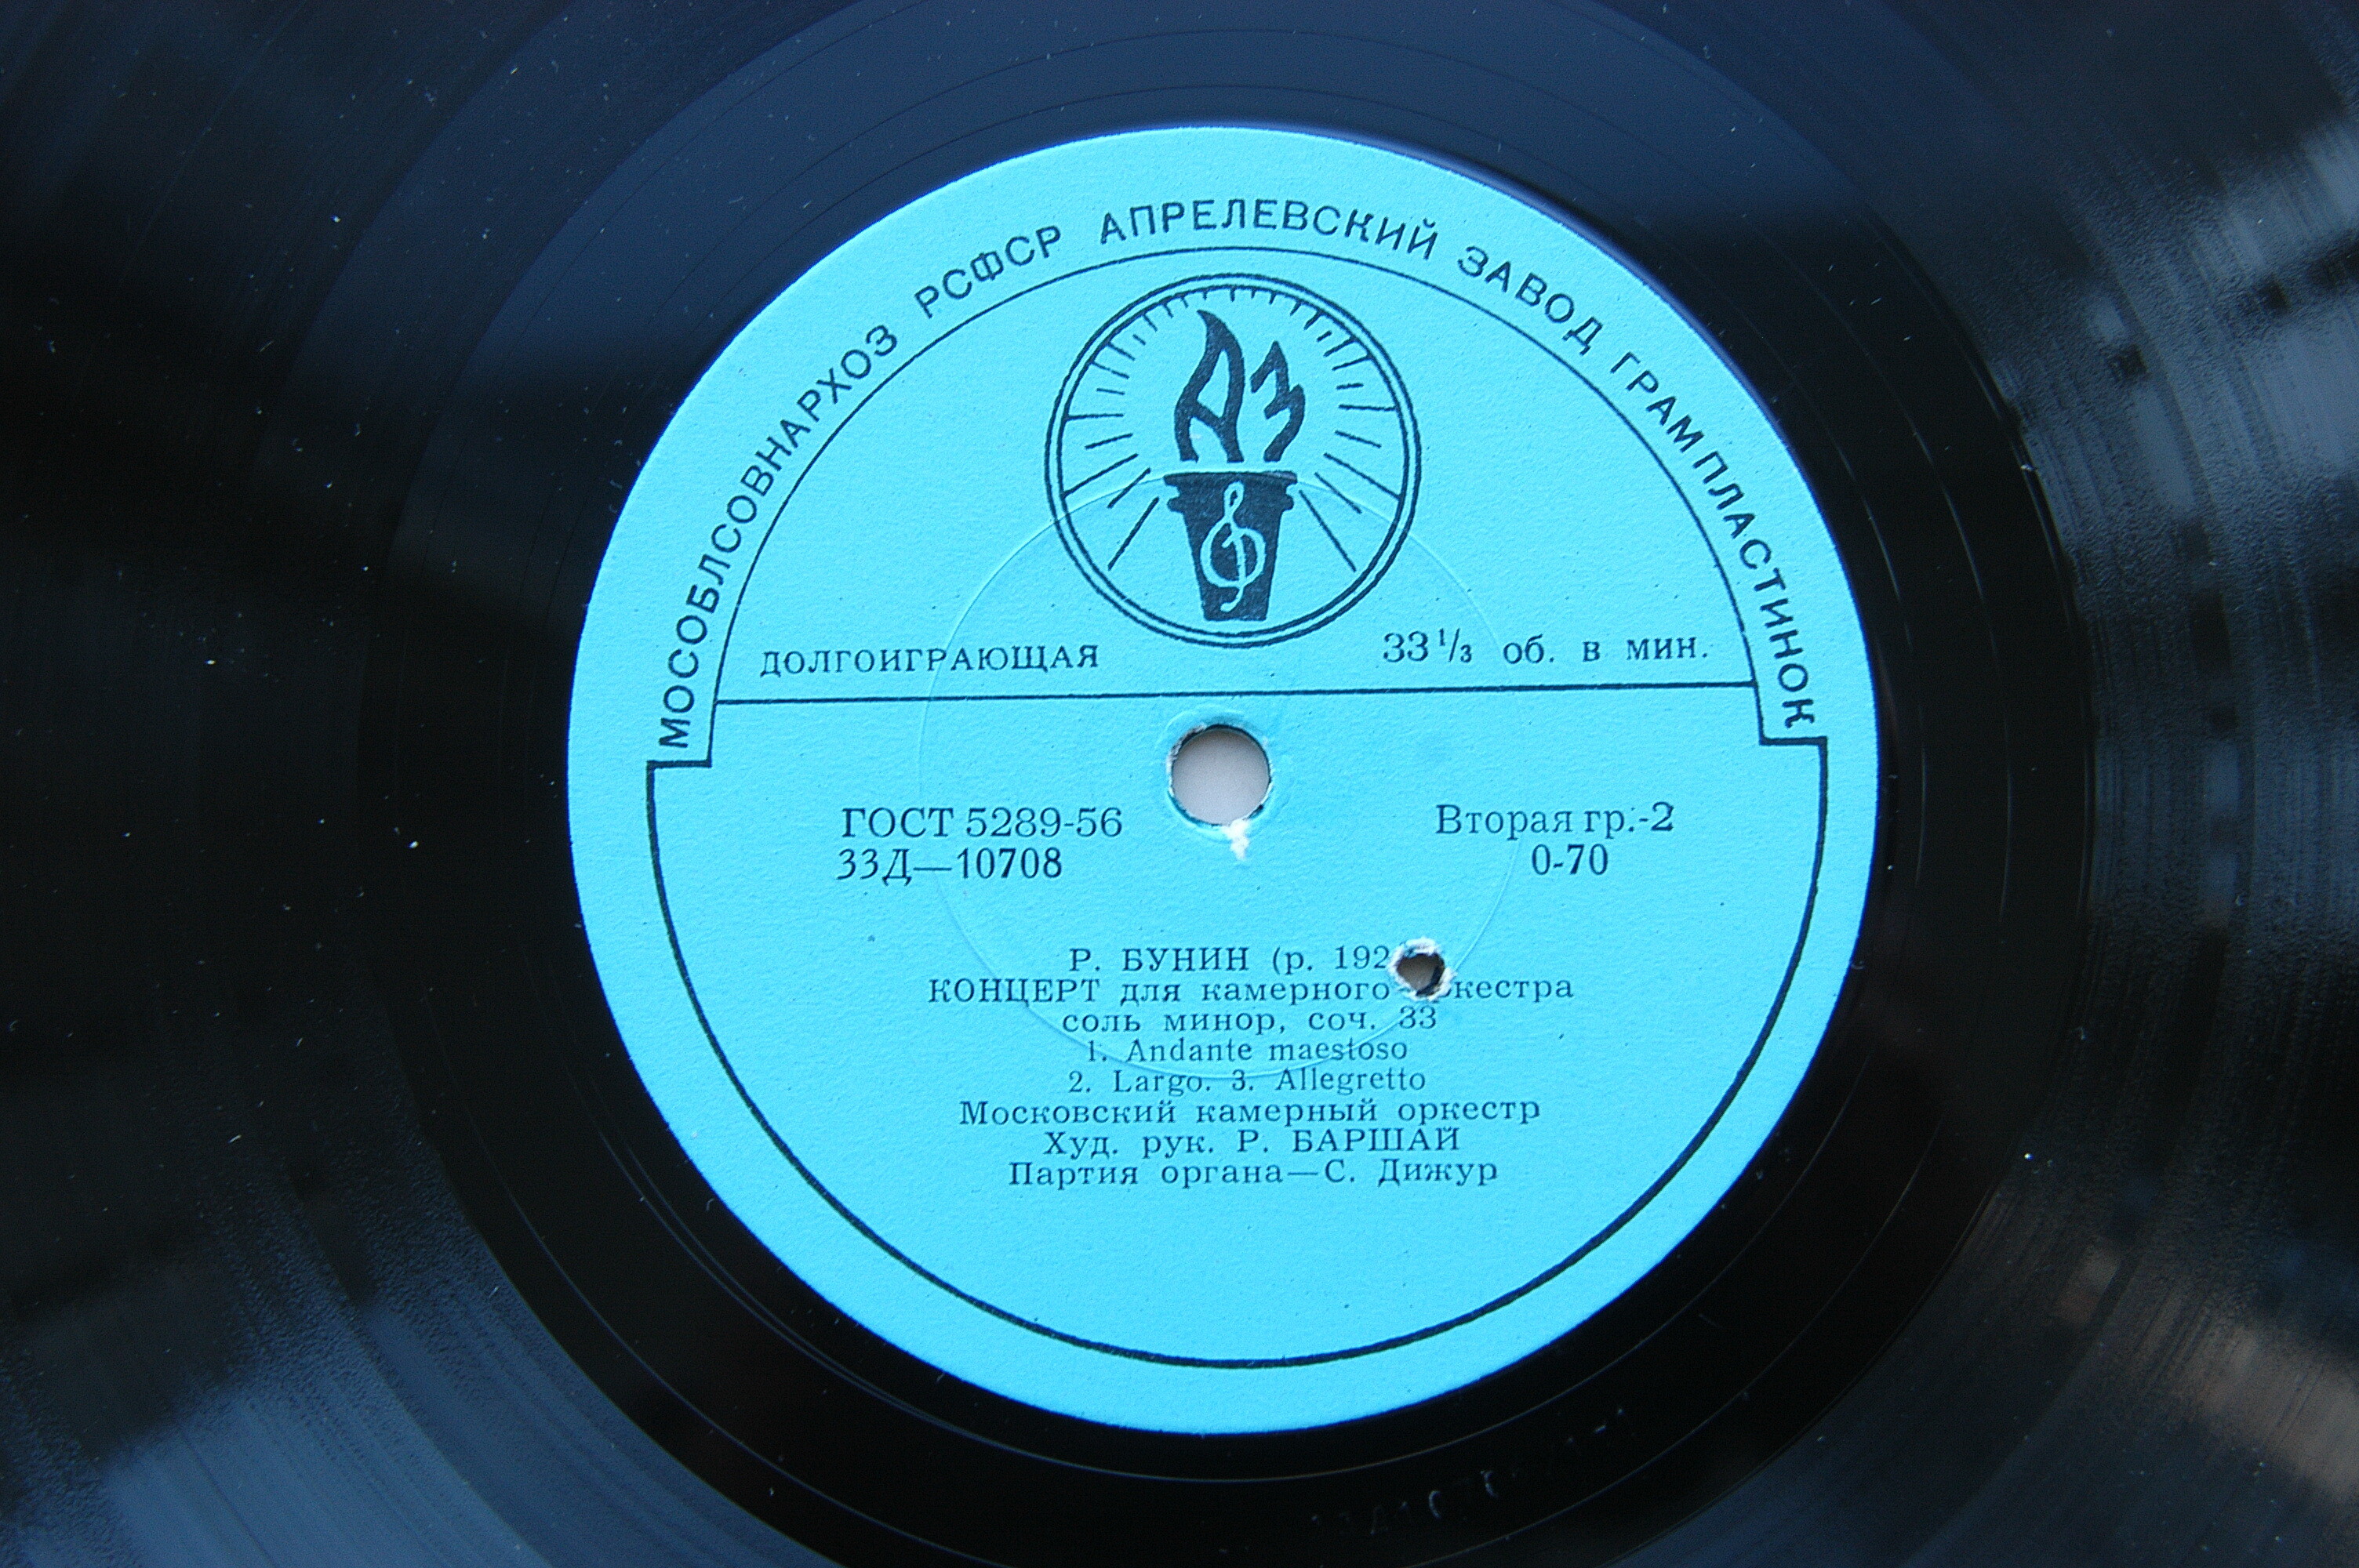 МОСОБЛСОВНАРХОЗ РСФСР АПРЕЛЕВСКИЙ ЗАВОД ГРАМПЛАСТИНОК
АЗ
ДОЛГОИГРАЮЩАЯ 33 1/3 об. в мин.
ГОСТ 5289-56 Вторая гр.-2
33Д—10708 0-70
Р. БУНИН (р. 192
КОНЦЕРТ для камерного
соль минор, соч. 33
1. Andante maestoso
2. Largo. 3. Allegretto
Московский камерный оркестр
Худ. рук. Р. БАРШАЙ
Партия органа—С. Дижур